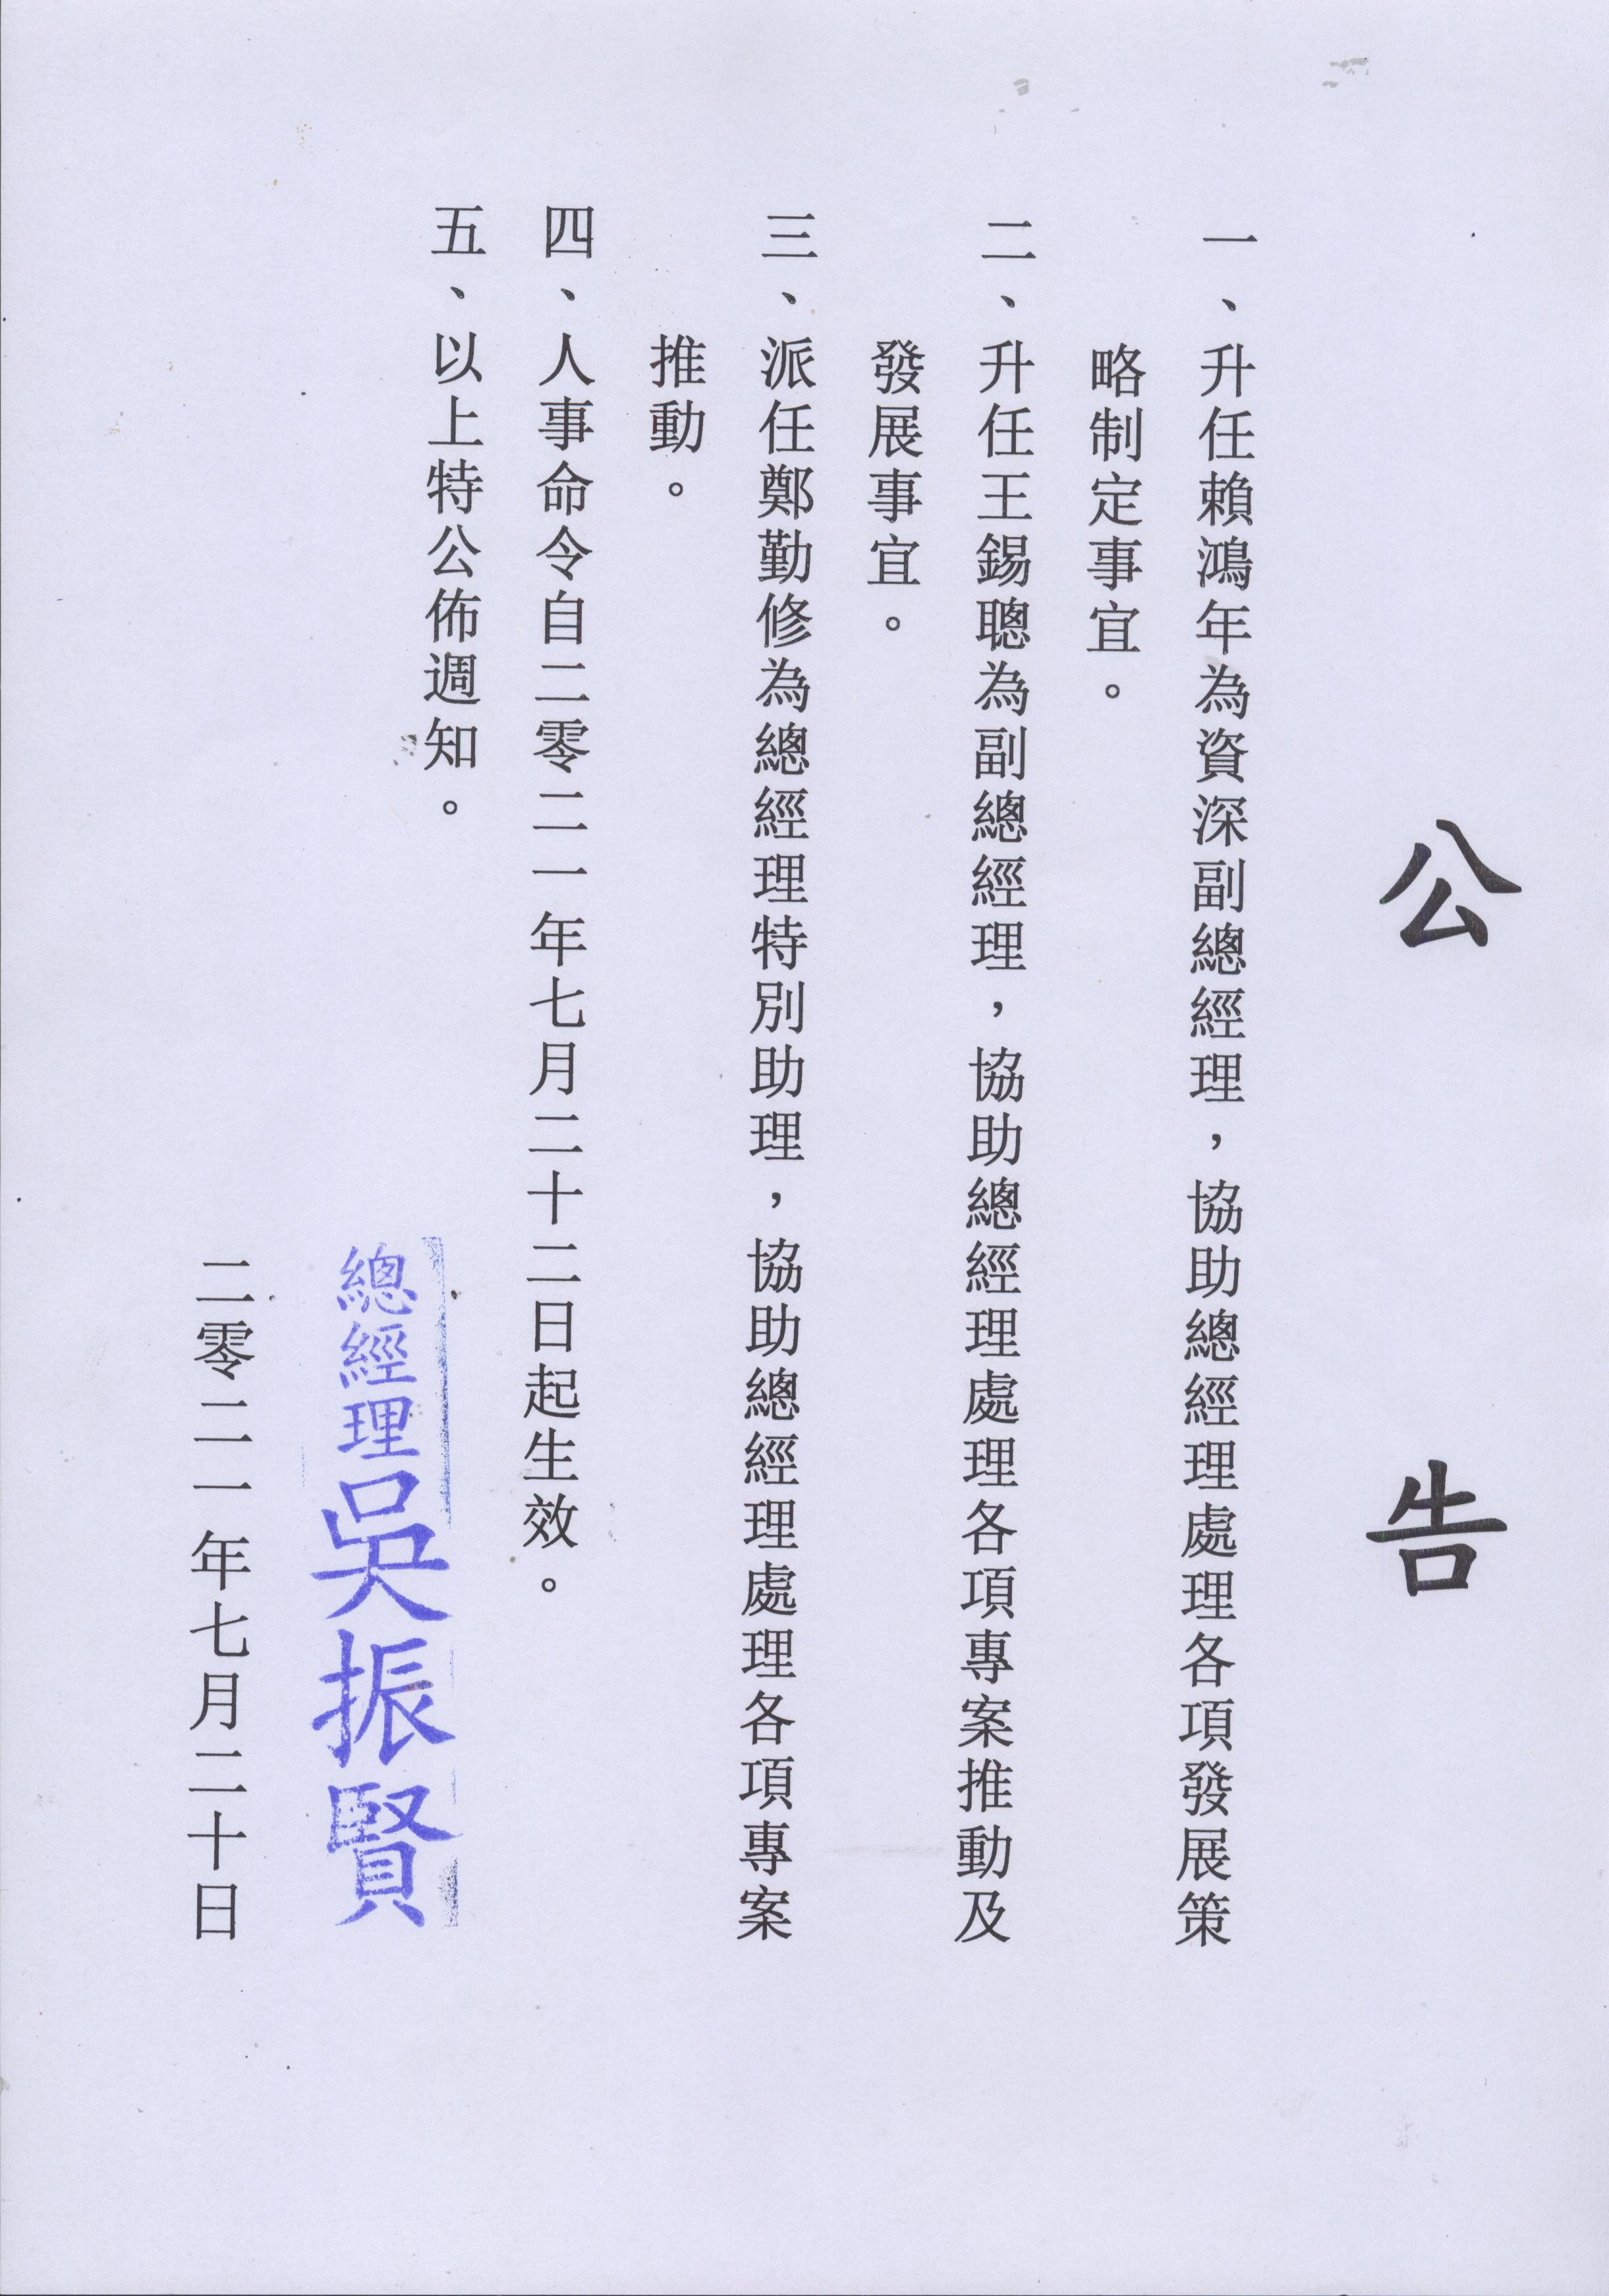 公告
一、升任賴鴻年為資深副總經理，協助總經理處理各項發展策
略制定事宜。
二、升任王錫聰為副總經理，協助總經理處理各項專案推動及
發展事宜。
三、派任鄭勤修為總經理特別助理，協助總經理處理各項專案
推動。
四、人事命令自二零二一年七月二十二日起生效。
五、以上特公佈週知。
總經理吳振賢
二零二一年七月二十日